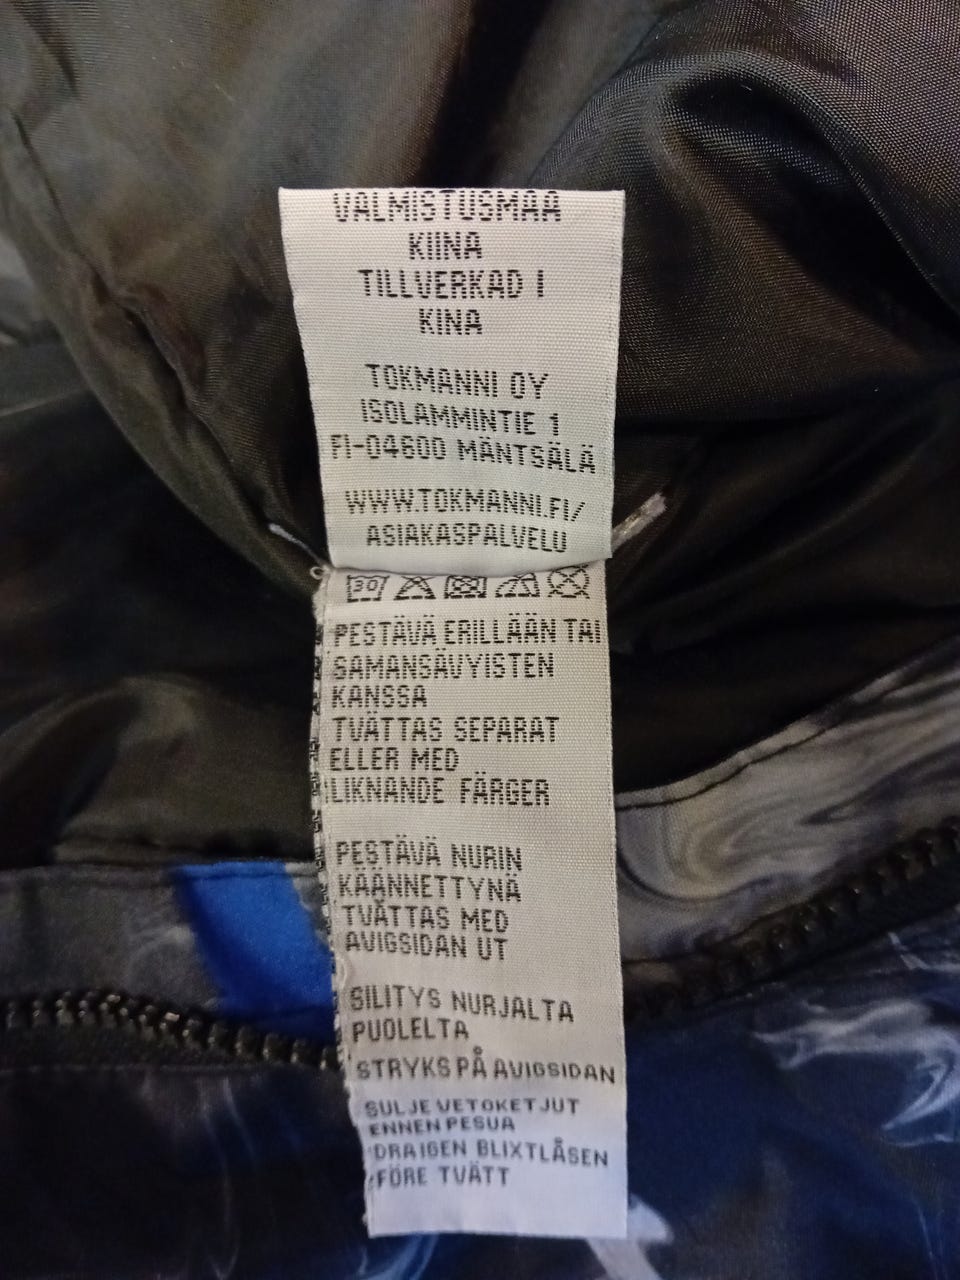 VALMISTUSMAA
KIINA
TILLVERKAD I
KINA
TOKMANNI OY
ISOLAMMINTIE 1
FI-04600 MÄNTSÄLÄ
WWW.TOKMANNI.FI/
ASIAKASPALVELU
30
PESTÄVÄ ERILLÄÄN TAI
SAMANSÄVYISTEN
KANSSA
TVÄTTAS SEPARAT
ELLER MED
LIKNANDE FÄRGER
PESTÄVÄ NURIN
KÄÄNNETTYNÄ
TVÄTTAS MED
AVIGSIDAN UT
SILITYS NURJALTA
PUOLELTA
STRYKS PÅ AVIGSIDAN
SULJE VETOKETJUT
ENNEN PESUA
DRAIGEN BLIXTLÅSEN
FÖRE TVÄTT